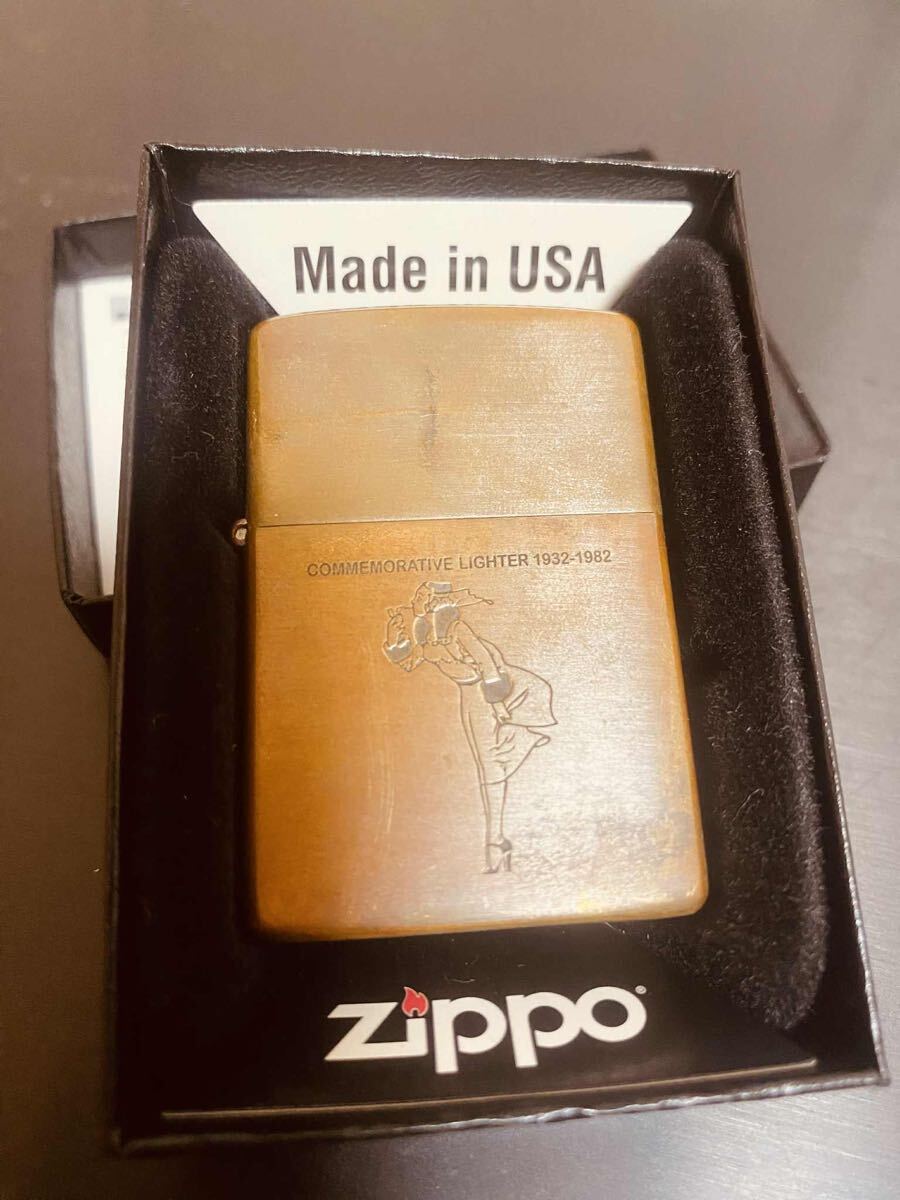 Made in USA
COMMEMORATIVE LIGHTER 1932-1982
zippo®